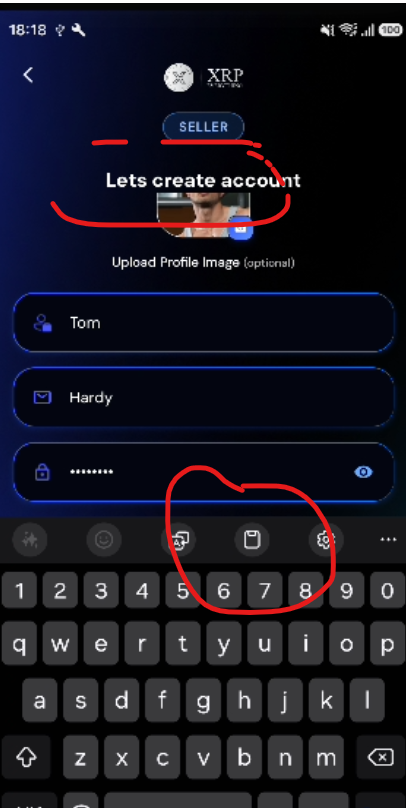 18:18
100
XRP
SELLER
Lets create account
Upload Profile Image (optional)
Tom
Hardy
••••••••
1 2 3 4 5 6 7 8 9 0
q w e r t y u i o p
a s d f g h j k l
z x c v b n m